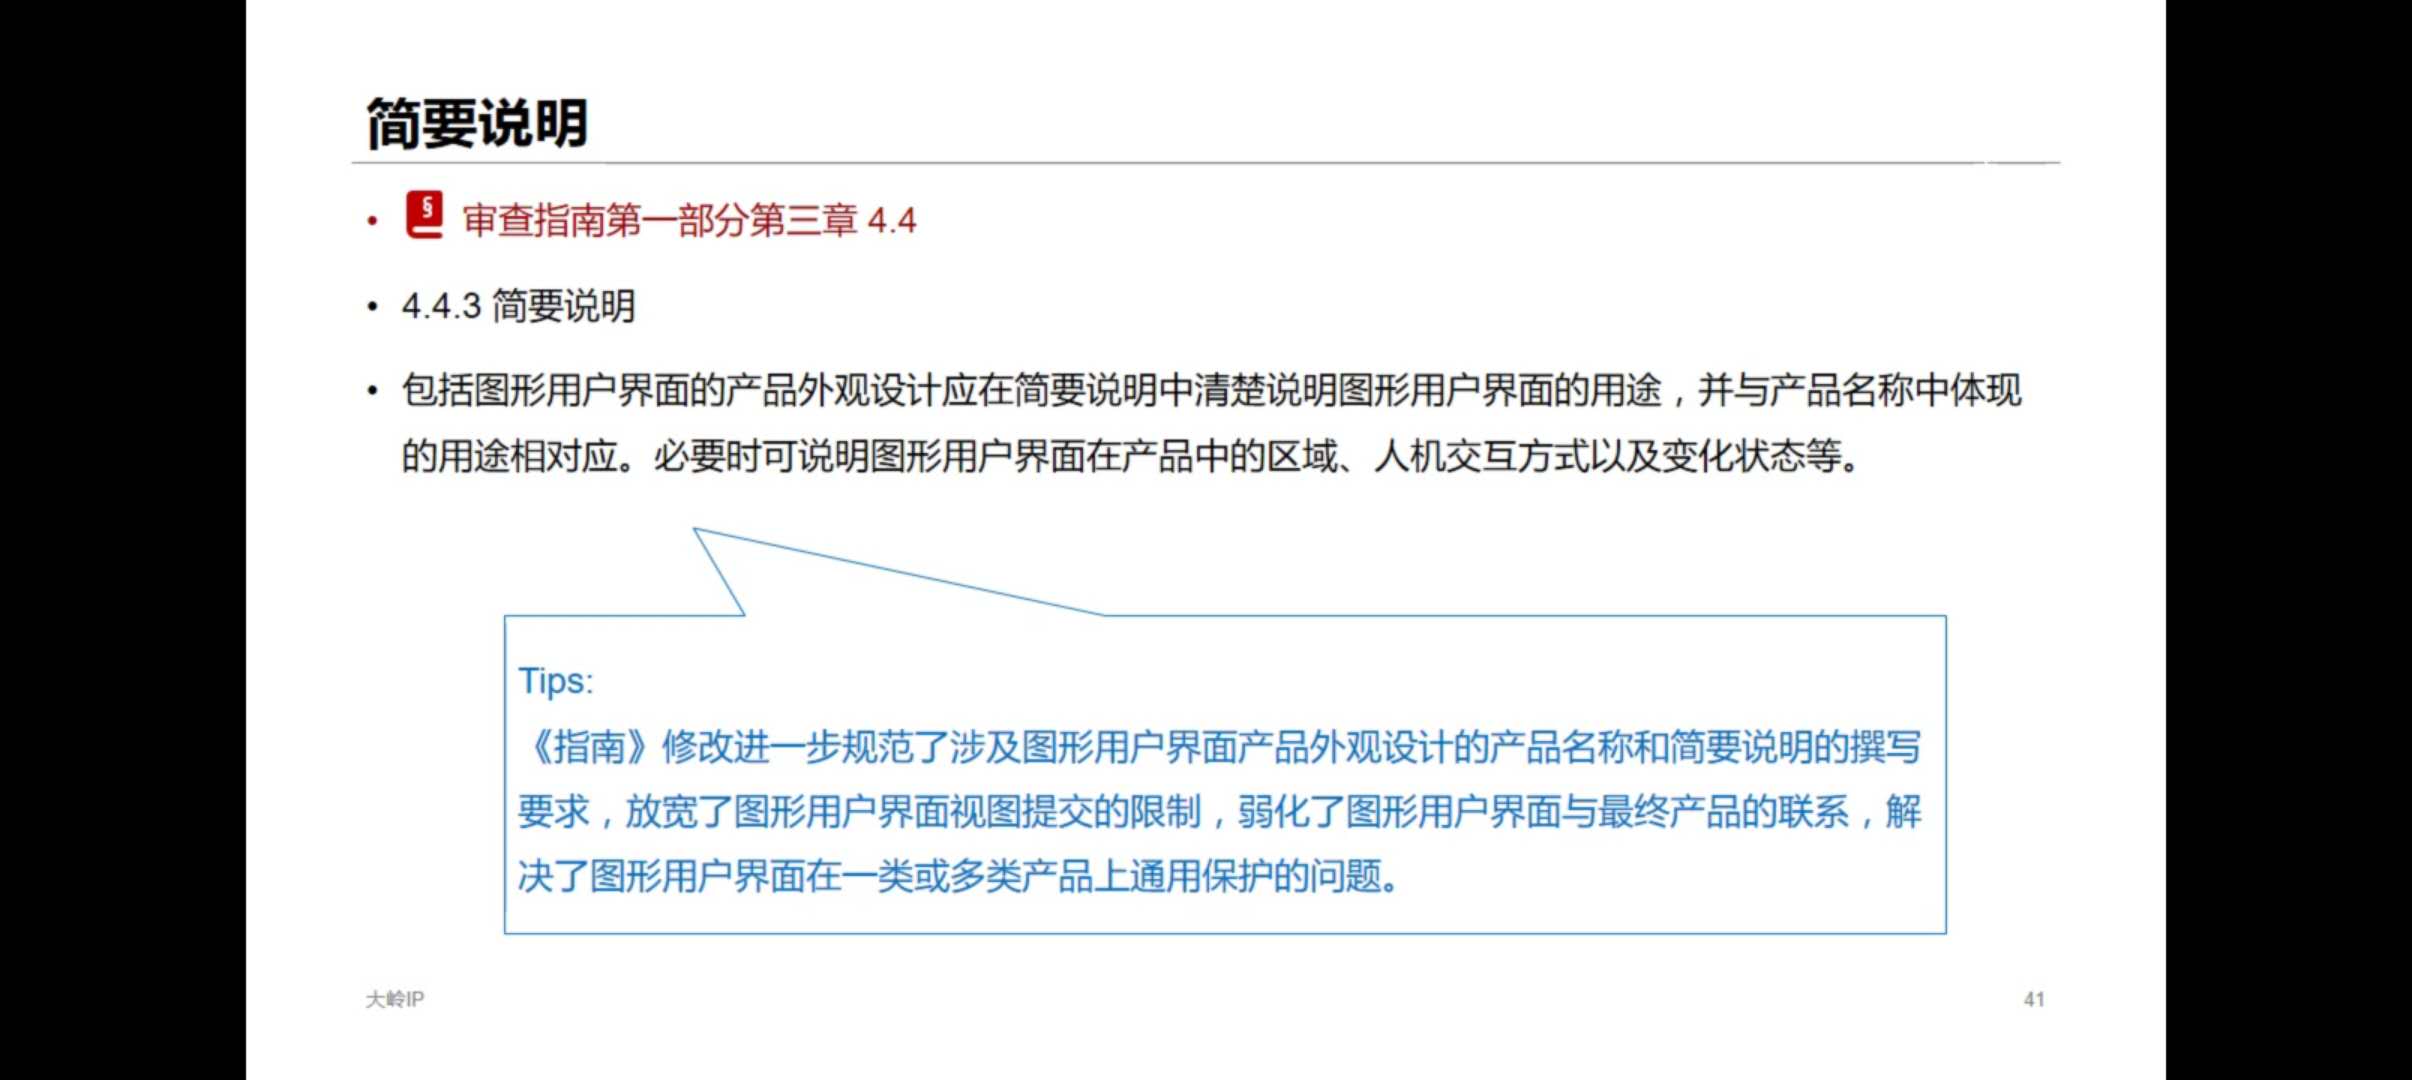 简要说明
• § 审查指南第一部分第三章 4.4
• 4.4.3 简要说明
• 包括图形用户界面的产品外观设计应在简要说明中清楚说明图形用户界面的用途，并与产品名称中体现
的用途相对应。必要时可说明图形用户界面在产品中的区域、人机交互方式以及变化状态等。
Tips:
《指南》修改进一步规范了涉及图形用户界面产品外观设计的产品名称和简要说明的撰写
要求，放宽了图形用户界面视图提交的限制，弱化了图形用户界面与最终产品的联系，解
决了图形用户界面在一类或多类产品上通用保护的问题。
大岭IP
41